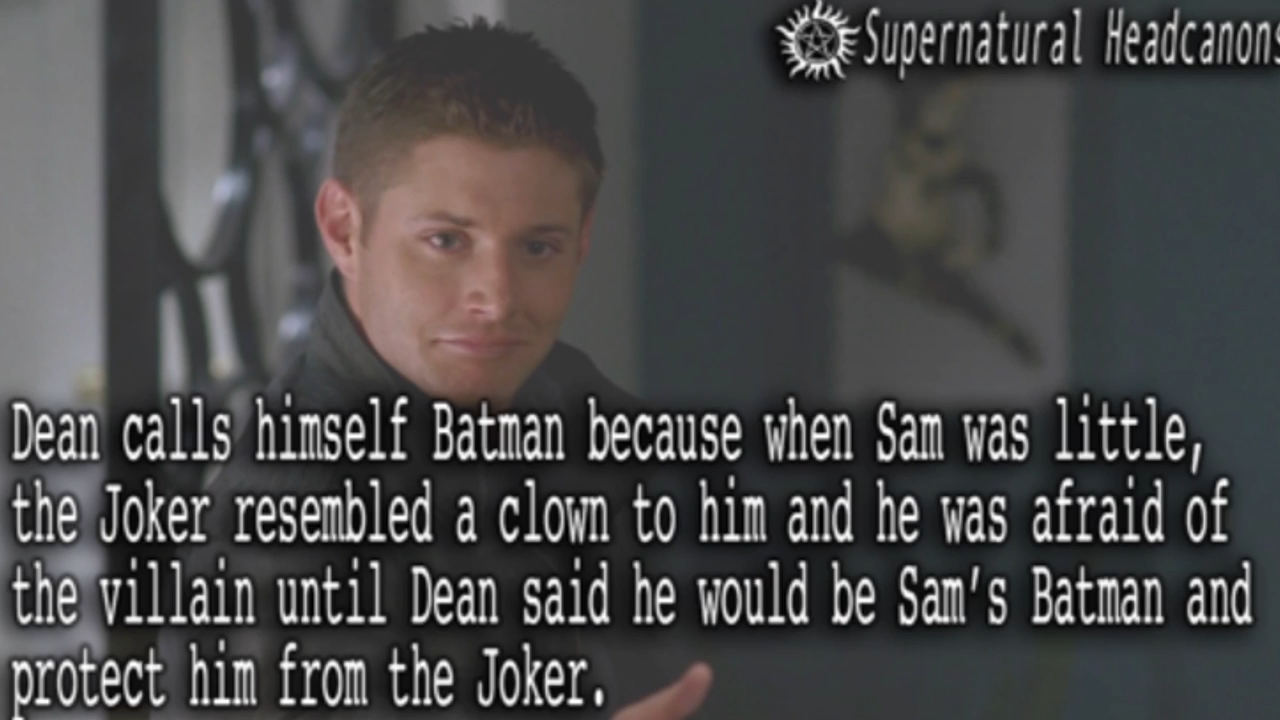 Supernatural Headcanons
Dean calls himself Batman because when Sam was little,
the Joker resembled a clown to him and he was afraid of
the villain until Dean said he would be Sam's Batman and
protect him from the Joker.